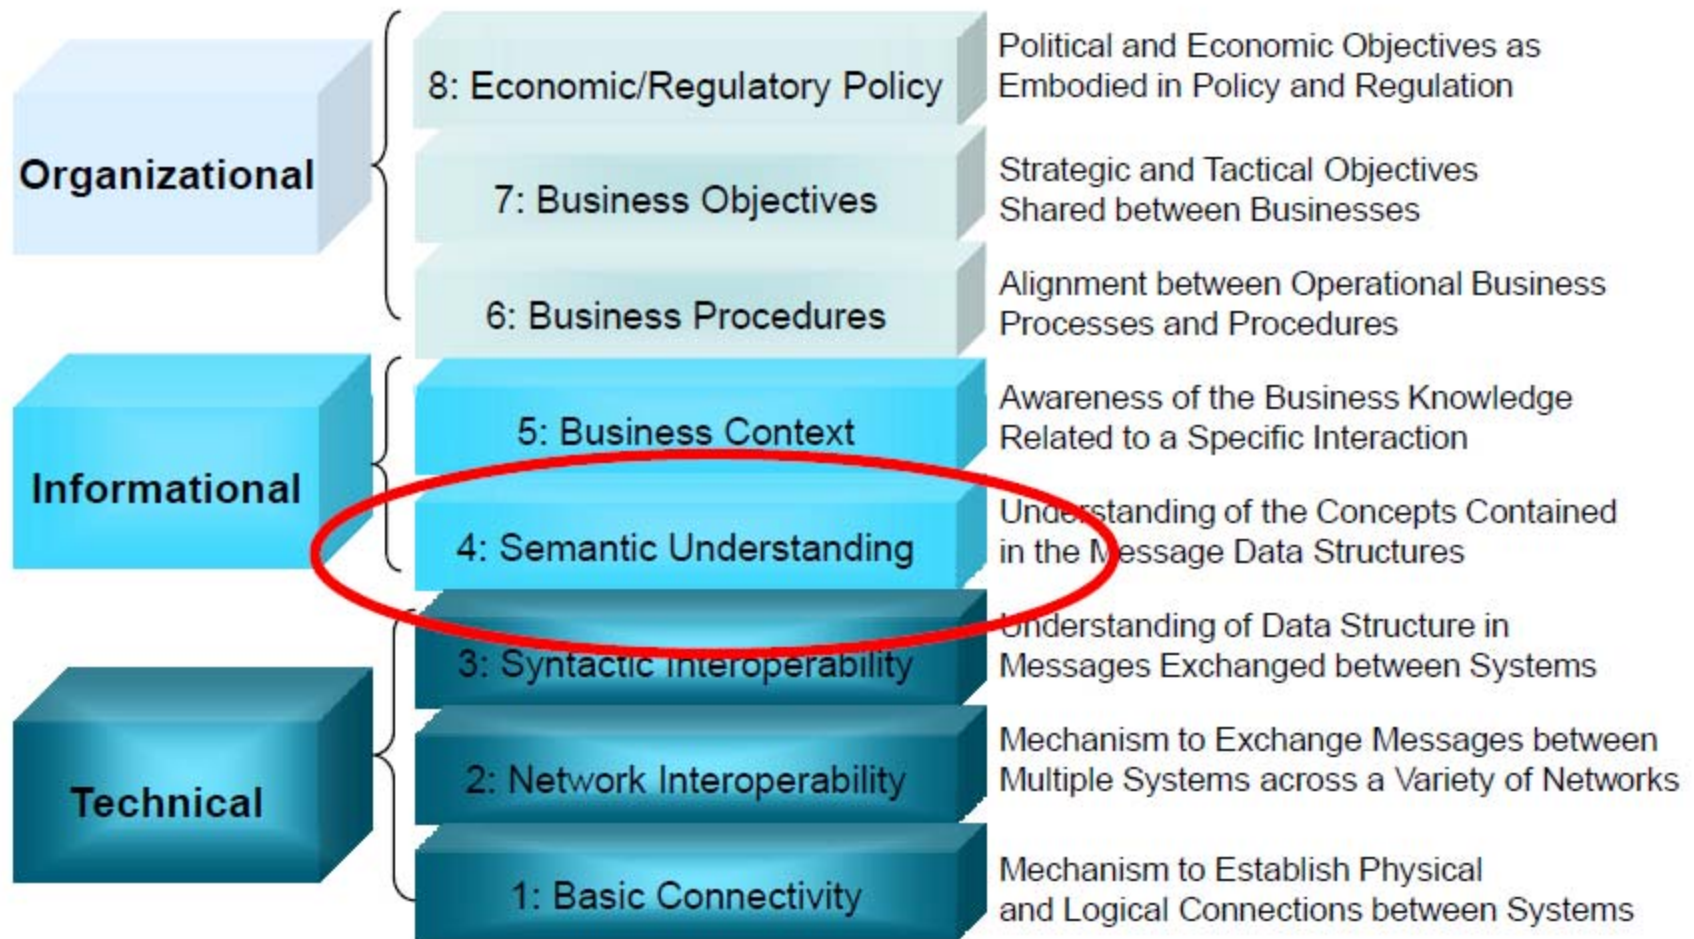 Organizational
8: Economic/Regulatory Policy
Political and Economic Objectives as
Embodied in Policy and Regulation
7: Business Objectives
Strategic and Tactical Objectives
Shared between Businesses
6: Business Procedures
Alignment between Operational Business
Processes and Procedures
Informational
5: Business Context
Awareness of the Business Knowledge
Related to a Specific Interaction
4: Semantic Understanding
Understanding of the Concepts Contained
in the Message Data Structures
Technical
3: Syntactic Interoperability
Understanding of Data Structure in
Messages Exchanged between Systems
2: Network Interoperability
Mechanism to Exchange Messages between
Multiple Systems across a Variety of Networks
1: Basic Connectivity
Mechanism to Establish Physical
and Logical Connections between Systems